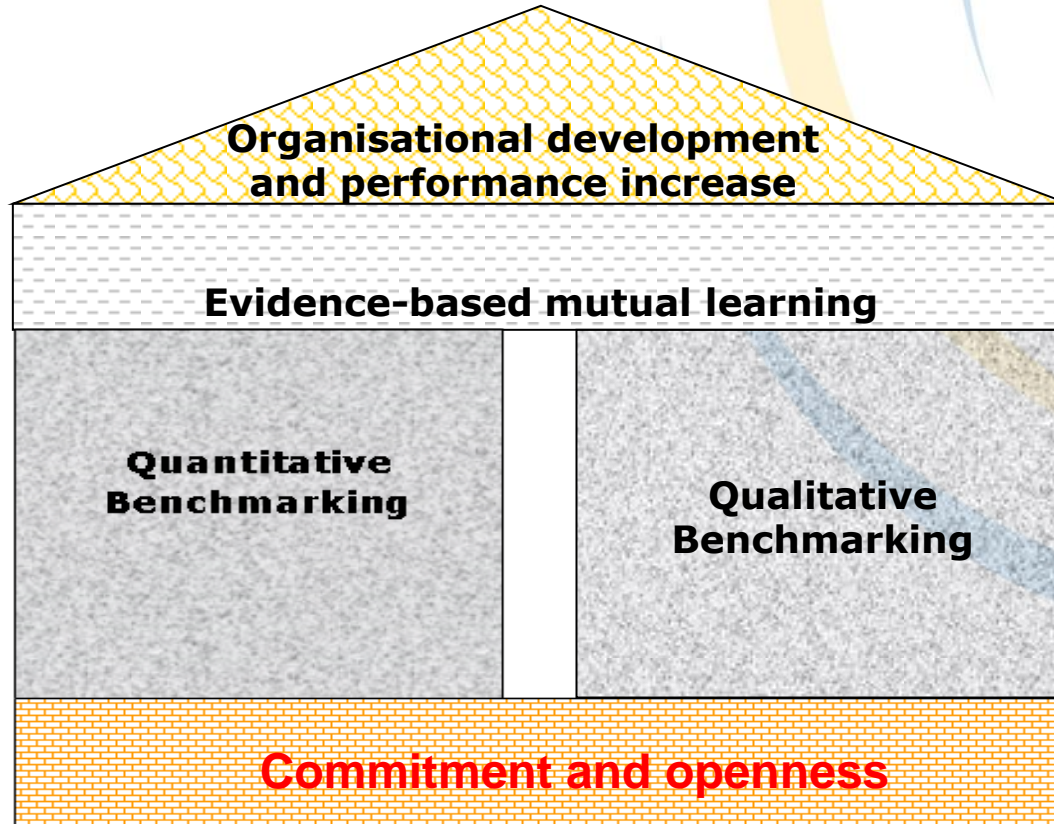 Organisational development
and performance increase
Evidence-based mutual learning
Quantitative
Benchmarking
Qualitative
Benchmarking
Commitment and openness